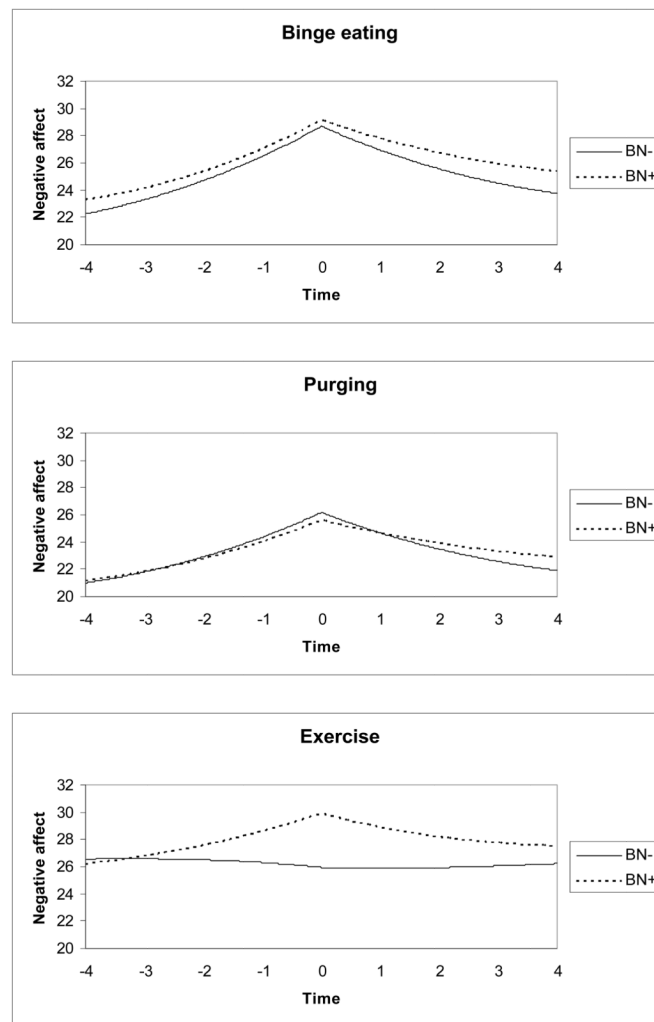 Binge eating
Negative affect
32
30
28
26
24
22
20
-4 -3 -2 -1 0 1 2 3 4
Time
BN-
BN+
Purging
Negative affect
32
30
28
26
24
22
20
-4 -3 -2 -1 0 1 2 3 4
Time
BN-
BN+
Exercise
Negative affect
32
30
28
26
24
22
20
-4 -3 -2 -1 0 1 2 3 4
Time
BN-
BN+